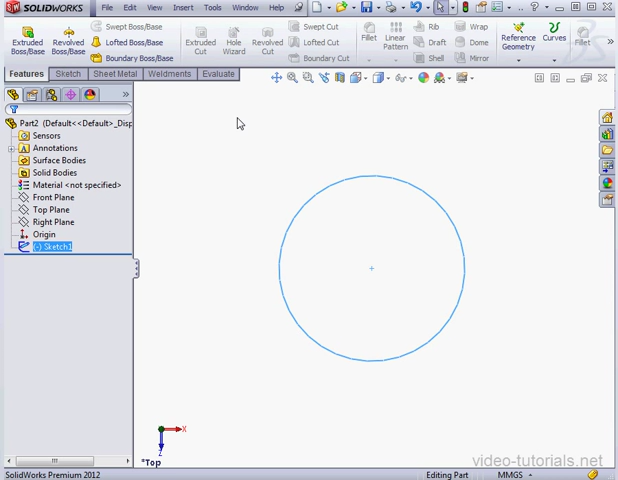 SW SOLIDWORKS File Edit View Insert Tools Window Help
Extruded Boss/Base
Revolved Boss/Base
Swept Boss/Base
Lofted Boss/Base
Boundary Boss/Base
Extruded Cut
Hole Wizard
Revolved Cut
Swept Cut
Lofted Cut
Boundary Cut
Fillet
Linear Pattern
Rib
Draft
Shell
Wrap
Dome
Mirror
Reference Geometry
Curves
Fillet
Features Sketch Sheet Metal Weldments Evaluate
Part2 (Default<<Default>_Disp
Sensors
Annotations
Surface Bodies
Solid Bodies
Material <not specified>
Front Plane
Top Plane
Right Plane
Origin
(-) Sketch1
X
Z
*Top
video-tutorials.net
SolidWorks Premium 2012 Editing Part MMGS